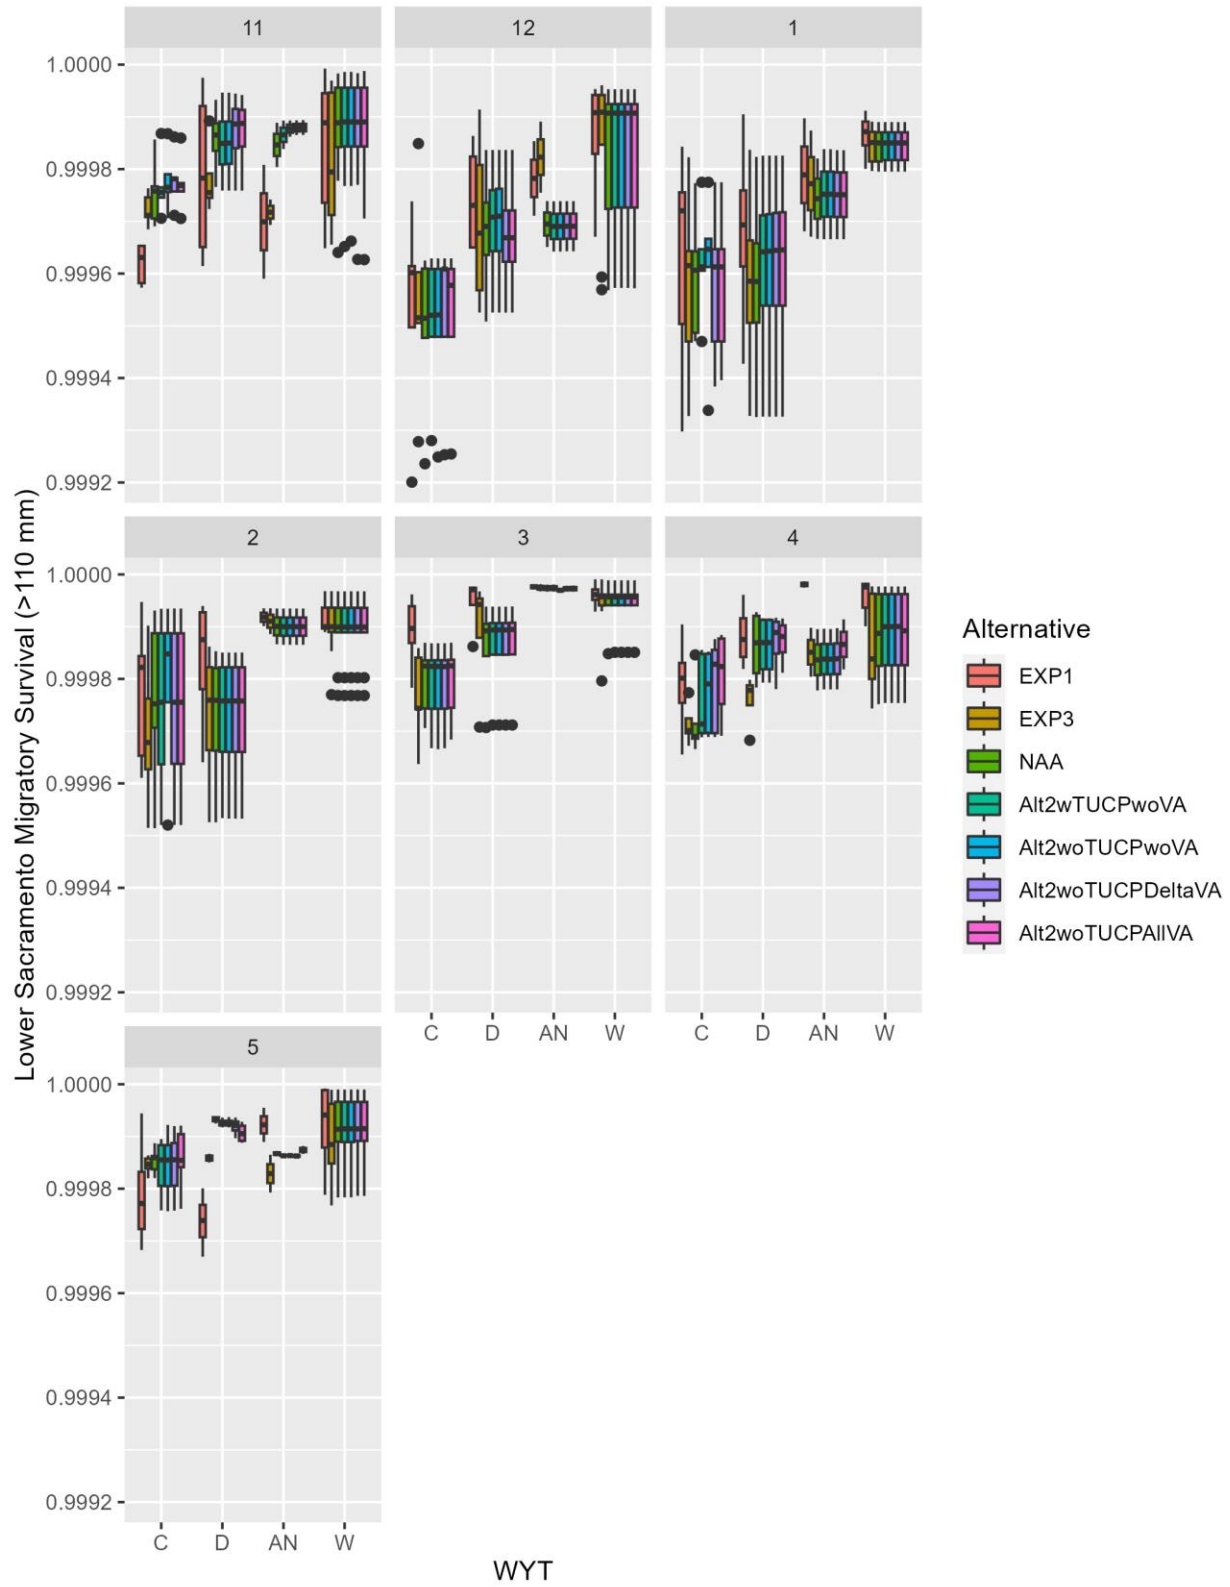 11 12 1
1.0000
0.9998
0.9996
0.9994
0.9992
2 3 4
1.0000
0.9998
0.9996
0.9994
0.9992
C D AN W C D AN W
5
1.0000
0.9998
0.9996
0.9994
0.9992
C D AN W
WYT
Lower Sacramento Migratory Survival (>110 mm)
Alternative
EXP1
EXP3
NAA
Alt2wTUCPwoVA
Alt2woTUCPwoVA
Alt2woTUCPDeltaVA
Alt2woTUCPAllVA